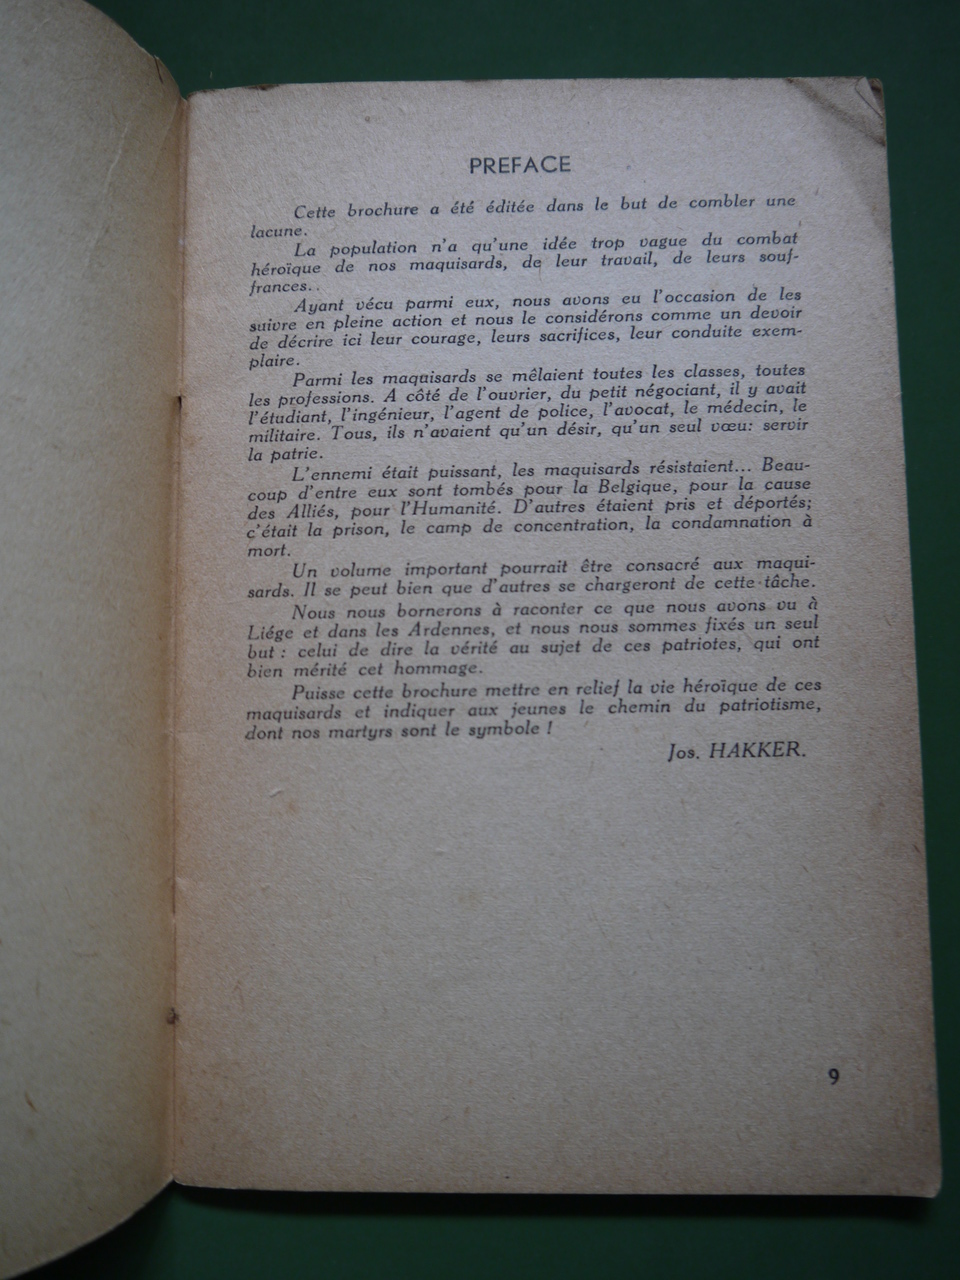 PREFACE
Cette brochure a été éditée dans le but de combler une
lacune.
La population n'a qu'une idée trop vague du combat
héroïque de nos maquisards, de leur travail, de leurs souf-
frances..
Ayant vécu parmi eux, nous avons eu l'occasion de les
suivre en pleine action et nous le considérons comme un devoir
de décrire ici leur courage, leurs sacrifices, leur conduite exem-
plaire.
Parmi les maquisards se mêlaient toutes les classes, toutes
les professions. A côté de l'ouvrier, du petit négociant, il y avait
l'étudiant, l'ingénieur, l'agent de police, l'avocat, le médecin, le
militaire. Tous, ils n'avaient qu'un désir, qu'un seul vœu: servir
la patrie.
L'ennemi était puissant, les maquisards résistaient... Beau-
coup d'entre eux sont tombés pour la Belgique, pour la cause
des Alliés, pour l'Humanité. D'autres étaient pris et déportés;
c'était la prison, le camp de concentration, la condamnation à
mort.
Un volume important pourrait être consacré aux maqui-
sards. Il se peut bien que d'autres se chargeront de cette tâche.
Nous nous bornerons à raconter ce que nous avons vu à
Liége et dans les Ardennes, et nous nous sommes fixés un seul
but : celui de dire la vérité au sujet de ces patriotes, qui ont
bien mérité cet hommage.
Puisse cette brochure mettre en relief la vie héroïque de ces
maquisards et indiquer aux jeunes le chemin du patriotisme,
dont nos martyrs sont le symbole !
Jos. HAKKER.
9